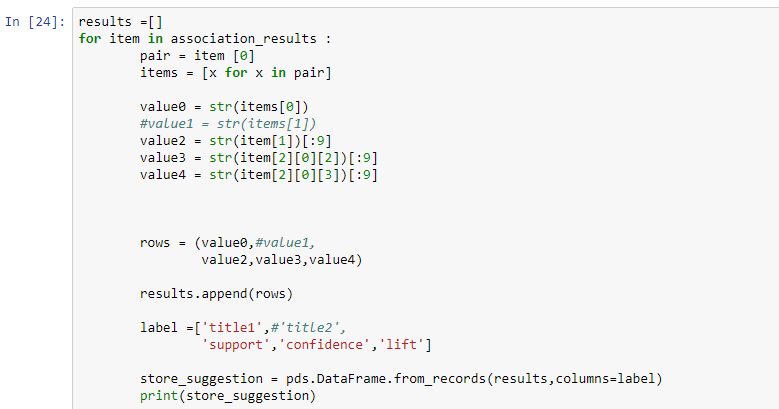 In [24]: results =[]
for item in association_results :
pair = item [0]
items = [x for x in pair]
value0 = str(items[0])
#value1 = str(items[1])
value2 = str(item[1])[:9]
value3 = str(item[2][0][2])[:9]
value4 = str(item[2][0][3])[:9]
rows = (value0,#value1,
value2,value3,value4)
results.append(rows)
label =['title1',#'title2',
'support','confidence','lift']
store_suggestion = pds.DataFrame.from_records(results,columns=label)
print(store_suggestion)